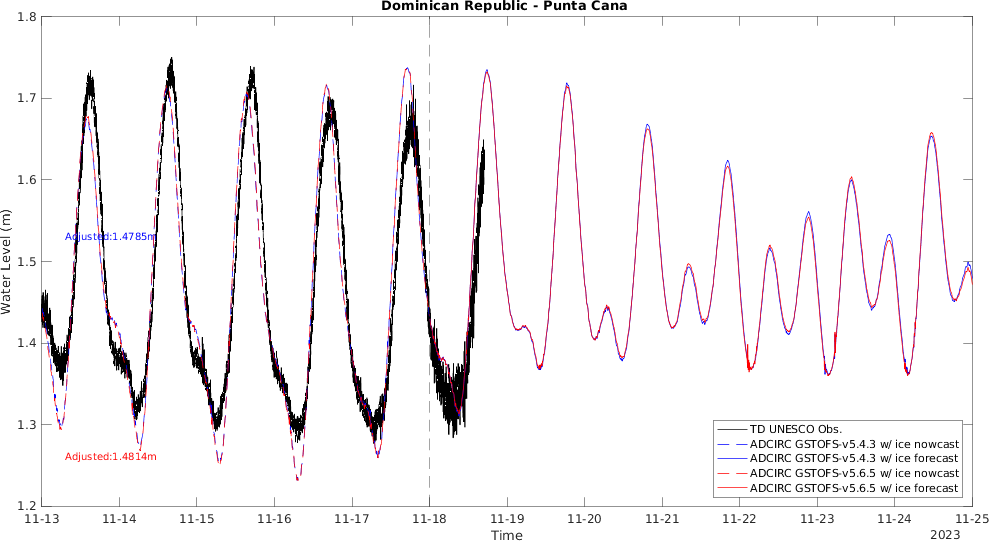 Dominican Republic - Punta Cana
1.8
1.7
1.6
1.5
1.4
1.3
1.2
Water Level (m)
Adjusted:1.4785m
Adjusted:1.4814m
TD UNESCO Obs.
ADCIRC GSTOFS-v5.4.3 w/ ice nowcast
ADCIRC GSTOFS-v5.4.3 w/ ice forecast
ADCIRC GSTOFS-v5.6.5 w/ ice nowcast
ADCIRC GSTOFS-v5.6.5 w/ ice forecast
11-13 11-14 11-15 11-16 11-17 11-18 11-19 11-20 11-21 11-22 11-23 11-24 11-25
Time
2023